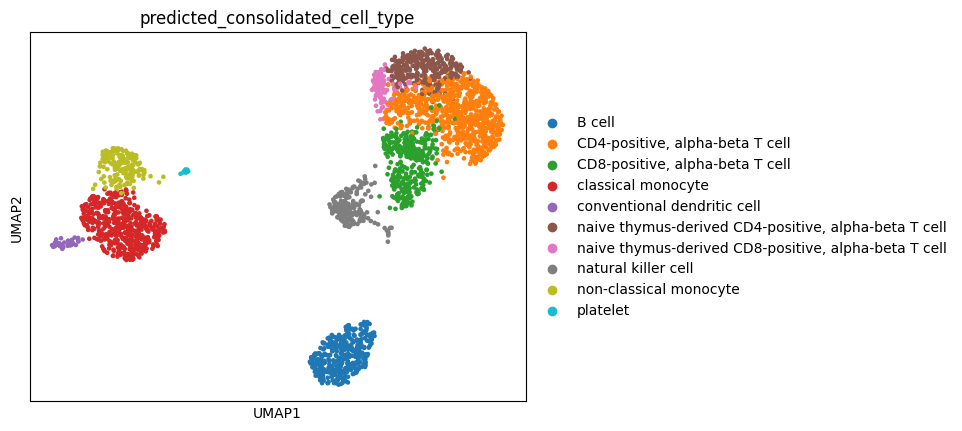 predicted_consolidated_cell_type
B cell
CD4-positive, alpha-beta T cell
CD8-positive, alpha-beta T cell
classical monocyte
conventional dendritic cell
naive thymus-derived CD4-positive, alpha-beta T cell
naive thymus-derived CD8-positive, alpha-beta T cell
natural killer cell
non-classical monocyte
platelet
UMAP2
UMAP1